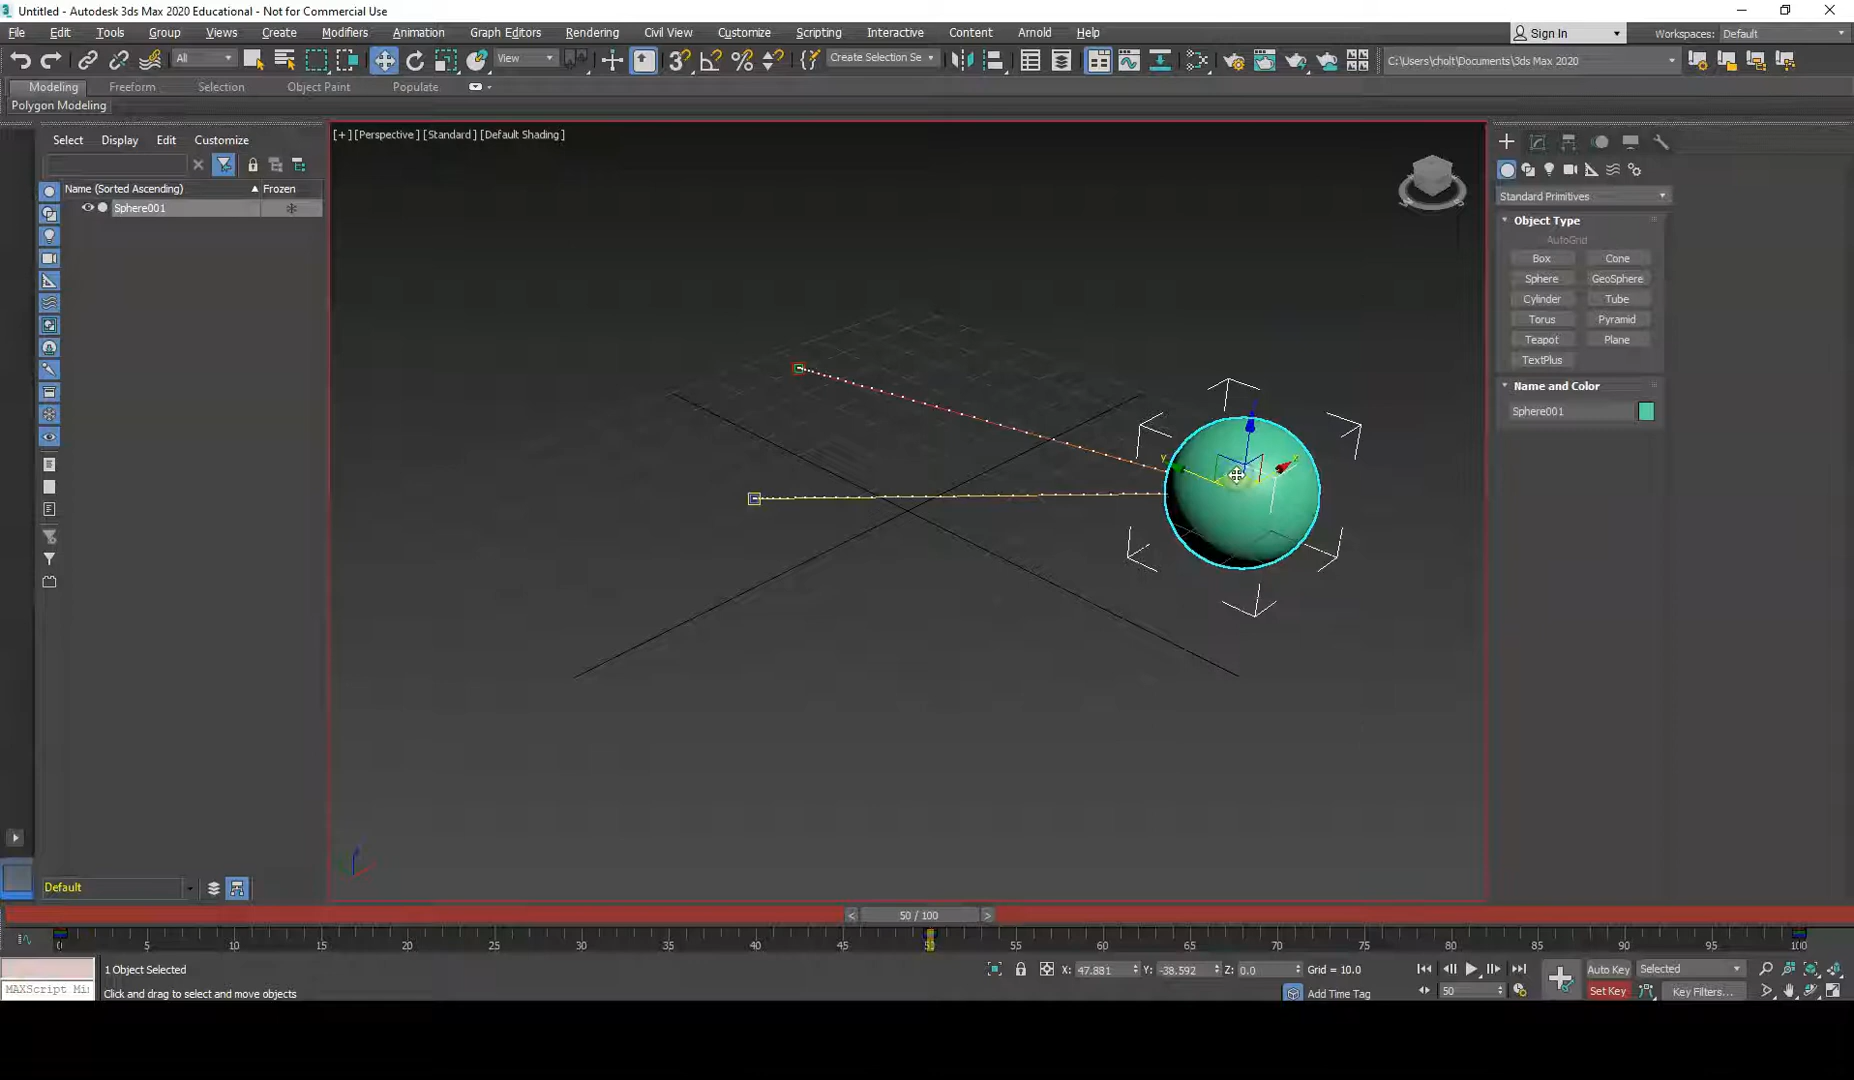 Untitled - Autodesk 3ds Max 2020 Educational - Not for Commercial Use
File Edit Tools Group Views Create Modifiers Animation Graph Editors Rendering Civil View Customize Scripting Interactive Content Arnold Help Sign In Workspaces: Default
All View Create Selection Se C:\Users\cholt\Documents\3ds Max 2020
Modeling Freeform Selection Object Paint Populate
Polygon Modeling
Select Display Edit Customize
[+] [Perspective] [Standard] [Default Shading]
Name (Sorted Ascending) Frozen
Sphere001
Standard Primitives
Object Type
AutoGrid
Box Cone
Sphere GeoSphere
Cylinder Tube
Torus Pyramid
Teapot Plane
TextPlus
Name and Color
Sphere001
y x
Default
< 50 / 100 >
0 5 10 15 20 25 30 35 40 45 50 55 60 65 70 75 80 85 90 95 100
1 Object Selected X: 47.881 Y: -38.592 Z: 0.0 Grid = 10.0 Auto Key Selected
MAXScript Mi Click and drag to select and move objects Add Time Tag 50 Set Key Key Filters...